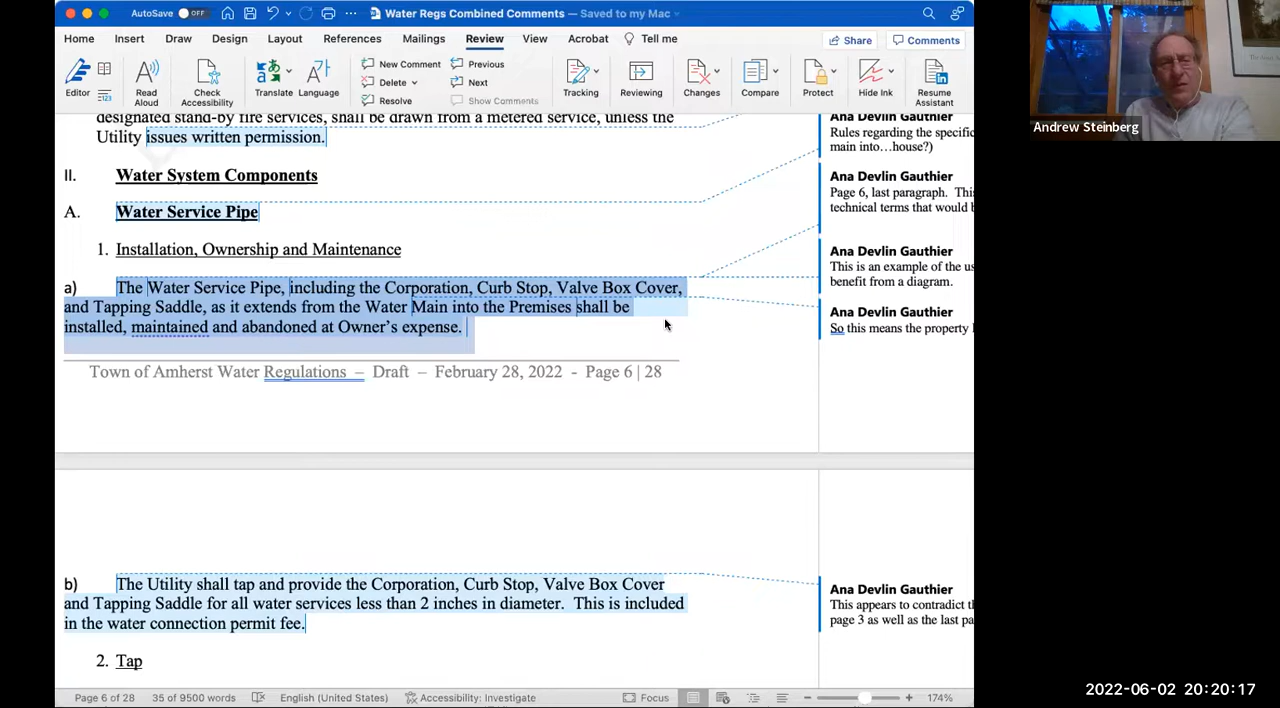 AutoSave OFF
Water Regs Combined Comments — Saved to my Mac
Home Insert Draw Design Layout References Mailings Review View Acrobat Tell me Share Comments
Editor
Read Aloud
Check Accessibility
Translate Language
New Comment
Delete
Resolve
Previous
Next
Show Comments
Tracking Reviewing Changes Compare Protect Hide Ink
Resume Assistant
designated stand-by fire services, shall be drawn from a metered service, unless the
Utility issues written permission.
II. Water System Components
A. Water Service Pipe
1. Installation, Ownership and Maintenance
a) The Water Service Pipe, including the Corporation, Curb Stop, Valve Box Cover,
and Tapping Saddle, as it extends from the Water Main into the Premises shall be
installed, maintained and abandoned at Owner's expense.
Town of Amherst Water Regulations – Draft – February 28, 2022 - Page 6 | 28
b) The Utility shall tap and provide the Corporation, Curb Stop, Valve Box Cover
and Tapping Saddle for all water services less than 2 inches in diameter. This is included
in the water connection permit fee.
2. Tap
Ana Devlin Gauthier
Rules regarding the specific
main into…house?)
Ana Devlin Gauthier
Page 6, last paragraph. This
technical terms that would b
Ana Devlin Gauthier
This is an example of the us
benefit from a diagram.
Ana Devlin Gauthier
So this means the property l
Ana Devlin Gauthier
This appears to contradict th
page 3 as well as the last pa
Page 6 of 28 35 of 9500 words English (United States) Accessibility: Investigate Focus 174%
Andrew Steinberg
2022-06-02 20:20:17